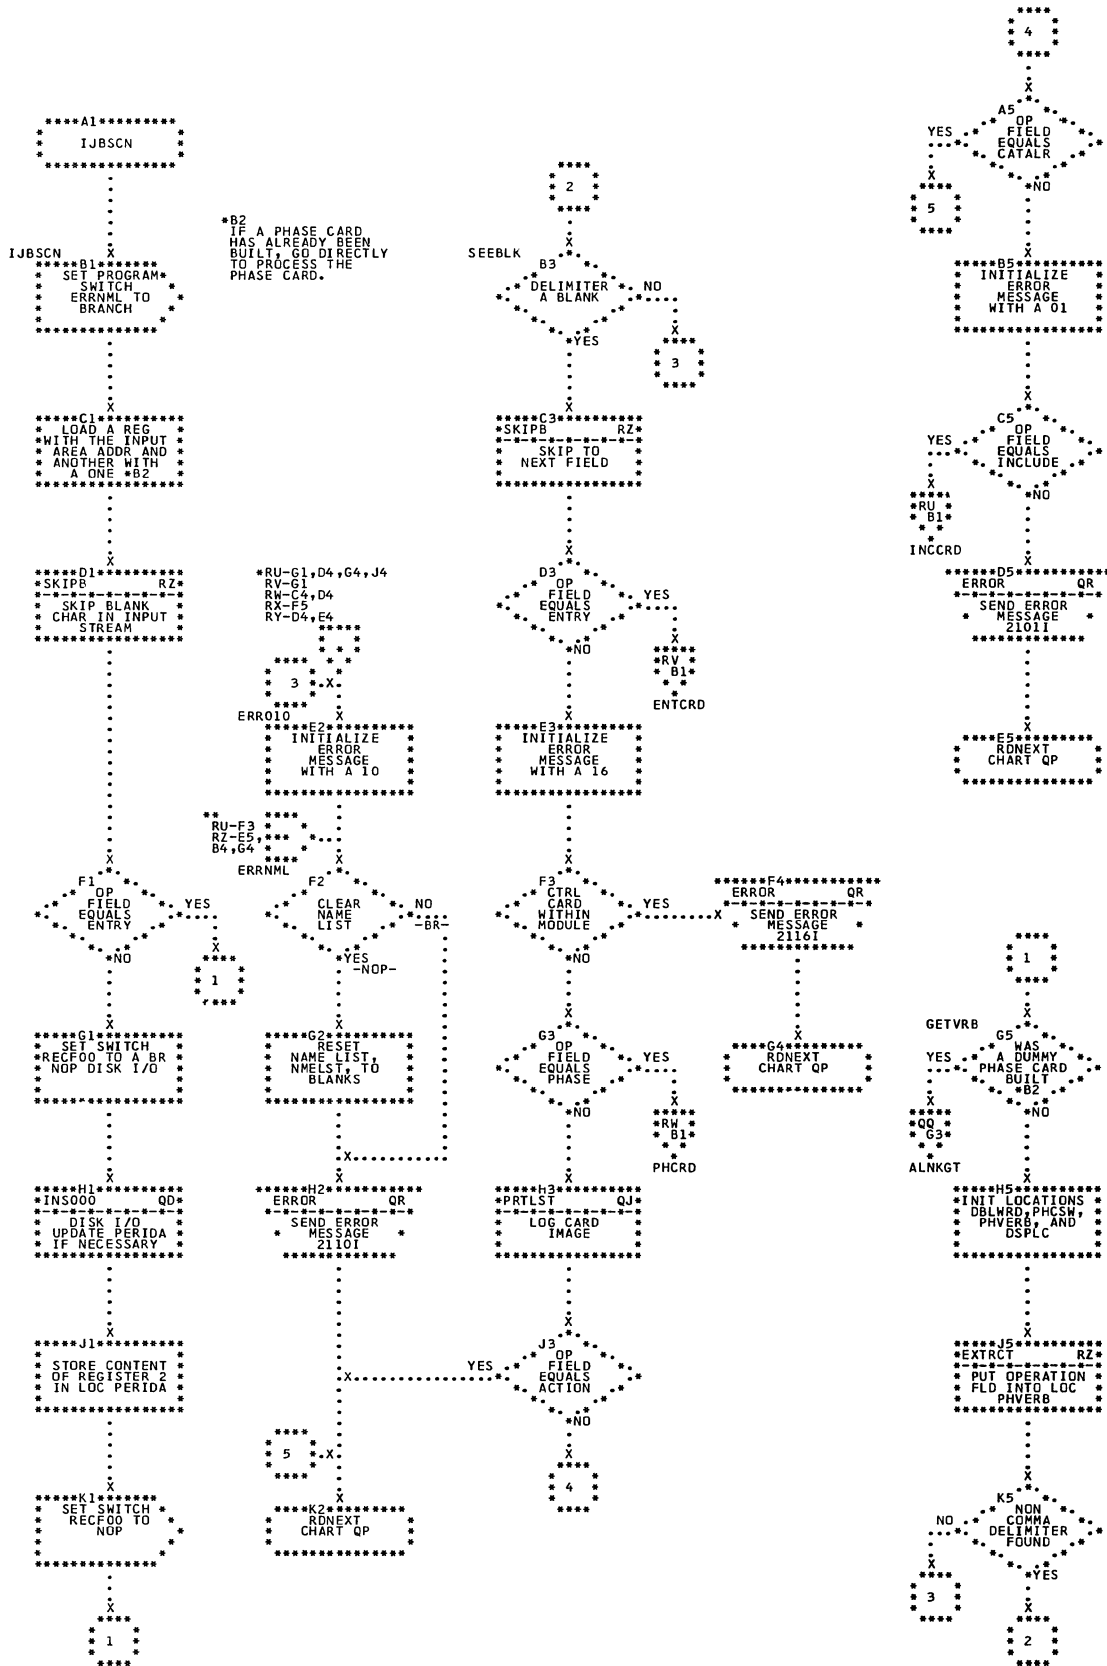 A1
IJBSCN
IJBSCN
B1
SET PROGRAM
SWITCH
ERRNML TO
BRANCH
*B2
IF A PHASE CARD
HAS ALREADY BEEN
BUILT, GO DIRECTLY
TO PROCESS THE
PHASE CARD.
C1
LOAD A REG
WITH THE INPUT
AREA ADDR AND
ANOTHER WITH
A ONE *B2
D1
SKIPB RZ
SKIP BLANK
CHAR IN INPUT
STREAM
F1
OP
FIELD
EQUALS
ENTRY
YES
1
NO
G1
SET SWITCH
RECFOO TO A BR
NOP DISK I/O
H1
INSOOO QD
DISK I/O
UPDATE PERIDA
IF NECESSARY
J1
STORE CONTENT
OF REGISTER 2
IN LOC PERIDA
K1
SET SWITCH
RECFOO TO
NOP
1
*RU-G1,D4,G4,J4
RV-G1
RW-C4,D4
RX-F5
RY-D4,E4
3
ERRO10
E2
INITIALIZE
ERROR
MESSAGE
WITH A 10
**
RU-F3
RZ-E5,
B4,G4
ERRNML
F2
CLEAR
NAME
LIST
NO
-BR-
YES
-NOP-
G2
RESET
NAME LIST,
NMELST, TO
BLANKS
H2
ERROR QR
SEND ERROR
MESSAGE
2110I
5
K2
RDNEXT
CHART QP
2
SEEBLK
B3
DELIMITER
A BLANK
NO
3
YES
C3
SKIPB RZ
SKIP TO
NEXT FIELD
D3
OP
FIELD
EQUALS
ENTRY
YES
RV
B1
ENTCRD
NO
E3
INITIALIZE
ERROR
MESSAGE
WITH A 16
F3
CTRL
CARD
WITHIN
MODULE
YES
NO
F4
ERROR QR
SEND ERROR
MESSAGE
2116I
G4
RDNEXT
CHART QP
G3
OP
FIELD
EQUALS
PHASE
YES
RW
B1
PHCRD
NO
H3
PRTLST QJ
LOG CARD
IMAGE
J3
OP
FIELD
EQUALS
ACTION
YES
NO
4
4
A5
OP
FIELD
EQUALS
CATALR
YES
5
NO
B5
INITIALIZE
ERROR
MESSAGE
WITH A 01
C5
OP
FIELD
EQUALS
INCLUDE
YES
RU
B1
INCCRD
NO
D5
ERROR QR
SEND ERROR
MESSAGE
2101I
E5
RDNEXT
CHART QP
1
GETVRB
G5
WAS
A DUMMY
PHASE CARD
BUILT
*B2
YES
QQ
G3
ALNKGT
NO
H5
INIT LOCATIONS
DBLWRD,PHCSW,
PHVERB, AND
DSPLC
J5
EXTRCT RZ
PUT OPERATION
FLD INTO LOC
PHVERB
K5
NON
COMMA
DELIMITER
FOUND
NO
3
YES
2